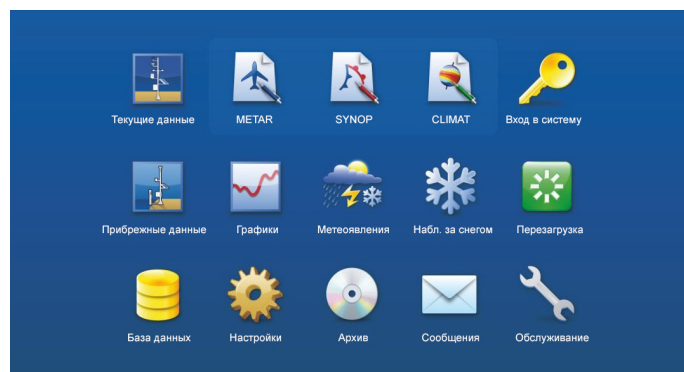 Текущие данные
METAR
SYNOP
CLIMAT
Вход в систему
Прибрежные данные
Графики
Метеоявления
Набл. за снегом
Перезагрузка
База данных
Настройки
Архив
Сообщения
Обслуживание